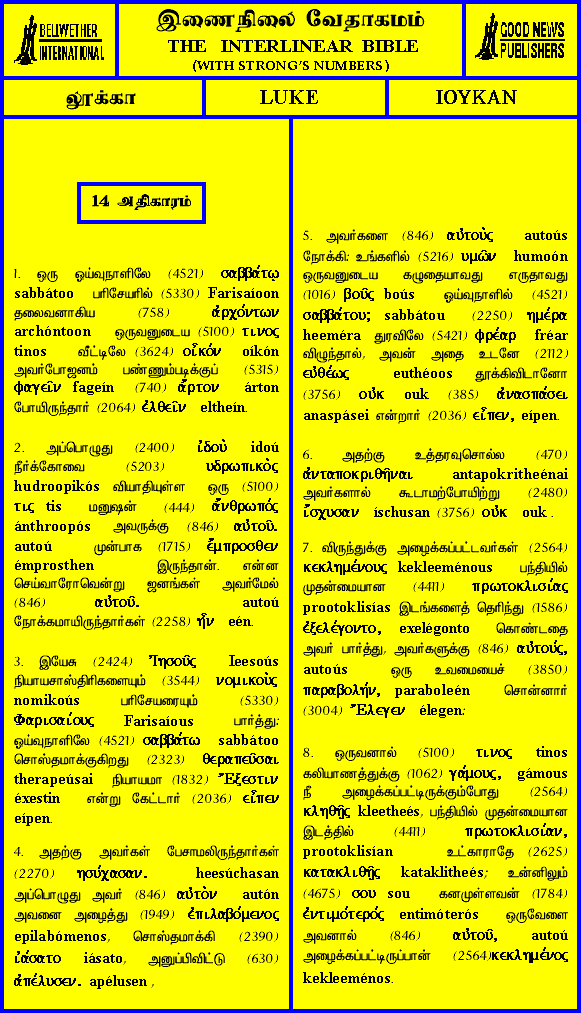 BELLWETHER
INTERNATIONAL
இணைநிலை வேதாகமம்
THE INTERLINEAR BIBLE
(WITH STRONG'S NUMBERS)
GOOD NEWS
PUBLISHERS
லூக்கா
LUKE
IOYKAN
14 அதிகாரம்
1. ஒரு ஓய்வுநாளிலே (4521) σαββάτῳ
sabbátoo பரிசேயரில் (5330) Farisaíoon
தலைவனாகிய (758) ἀρχόντων
archóntoon ஒருவனுடைய (5100) τινος
tinos வீட்டிலே (3624) οἶκόν oíkón
அவர்போஜனம் பண்ணும்படிக்குப் (5315)
φαγεῖν fageín (740) ἄρτον árton
போயிருந்தார் (2064) ἐλθεῖν eltheín.
2. அப்பொழுது (2400) ἰδοὺ idoú
நீர்க்கோவை (5203) υδρωπικὸς
hudroopikós வியாதியுள்ள ஒரு (5100)
τις tis மனுஷன் (444) ἄνθρωπός
ánthroopós அவருக்கு (846) αὐτοῦ.
autoú முன்பாக (1715) ἔμπροσθεν
émprosthen இருந்தான். என்ன
செய்வாரோவென்று ஜனங்கள் அவர்மேல்
(846) αὐτοῦ. autoú
நோக்கமாயிருந்தார்கள் (2258) ἦν eén.
3. இயேசு (2424) Ἰησοῦς Ieesoús
நியாயசாஸ்திரிகளையும் (3544) νομικοὺς
nomikoús பரிசேயரையும் (5330)
Φαρισαίους Farisaíous பார்த்து:
ஓய்வுநாளிலே (4521) σαββάτω sabbátoo
சொஸ்தமாக்குகிறது (2323) θεραπεῦσαι
therapeúsai நியாயமா (1832) Ἔξεστιν
éxestin என்று கேட்டார் (2036) εἶπεν
eípen.
4. அதற்கு அவர்கள் பேசாமலிருந்தார்கள்
(2270) ησύχασαν. heesúchasan
அப்பொழுது அவர் (846) αὐτὸν autón
அவனை அழைத்து (1949) ἐπιλαβόμενος
epilabómenos, சொஸ்தமாக்கி (2390)
ἰάσατο iásato, அனுப்பிவிட்டு (630)
ἀπέλυσεν. apélusen ,
5. அவர்களை (846) αὐτοὺς autoús
நோக்கி: உங்களில் (5216) υμῶν humoón
ஒருவனுடைய கழுதையாவது எருதாவது
(1016) βοῦς boús ஓய்வுநாளில் (4521)
σαββάτου; sabbátou (2250) ημέρα
heeméra துரவிலே (5421) φρέαρ fréar
விழுந்தால், அவன் அதை உடனே (2112)
εὐθέως euthéoos தூக்கிவிடானோ
(3756) οὐκ ouk (385) ἀνασπάσει
anaspásei என்றார் (2036) εἶπεν, eípen.
6. அதற்கு உத்தரவுசொல்ல (470)
ἀνταποκριθῆναι antapokritheénai
அவர்களால் கூடாமற்போயிற்று (2480)
ἴσχυσαν íschusan (3756) οὐκ ouk .
7. விருந்துக்கு அழைக்கப்பட்டவர்கள் (2564)
κεκλημένους kekleeménous பந்தியில்
முதன்மையான (4411) πρωτοκλισίας
prootoklisías இடங்களைத் தெரிந்து (1586)
ἐξελέγοντο, exelégonto கொண்டதை
அவர் பார்த்து, அவர்களுக்கு (846) αὐτούς,
autoús ஒரு உவமையைச் (3850)
παραβολήν, paraboleén சொன்னார்
(3004) Ἔλεγεν élegen:
8. ஒருவனால் (5100) τινος tinos
கலியாணத்துக்கு (1062) γάμους, gámous
நீ அழைக்கப்பட்டிருக்கும்போது (2564)
κληθῇς kleetheés, பந்தியில் முதன்மையான
இடத்தில் (4411) πρωτοκλισίαν,
prootoklisían உட்காராதே (2625)
κατακλιθῇς kataklitheés; உன்னிலும்
(4675) σου sou கனமுள்ளவன் (1784)
ἐντιμότερός entimóterós ஒருவேளை
அவனால் (846) αὐτοῦ, autoú
அழைக்கப்பட்டிருப்பான் (2564)κεκλημένος
kekleeménos.